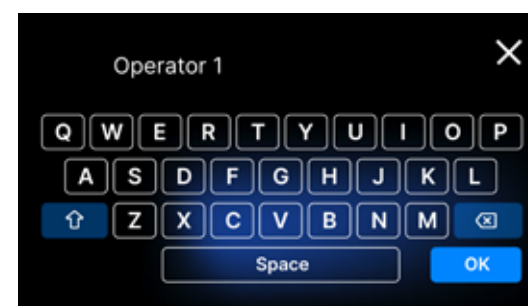 Operator 1
Q W E R T Y U I O P
A S D F G H J K L
Z X C V B N M
Space OK